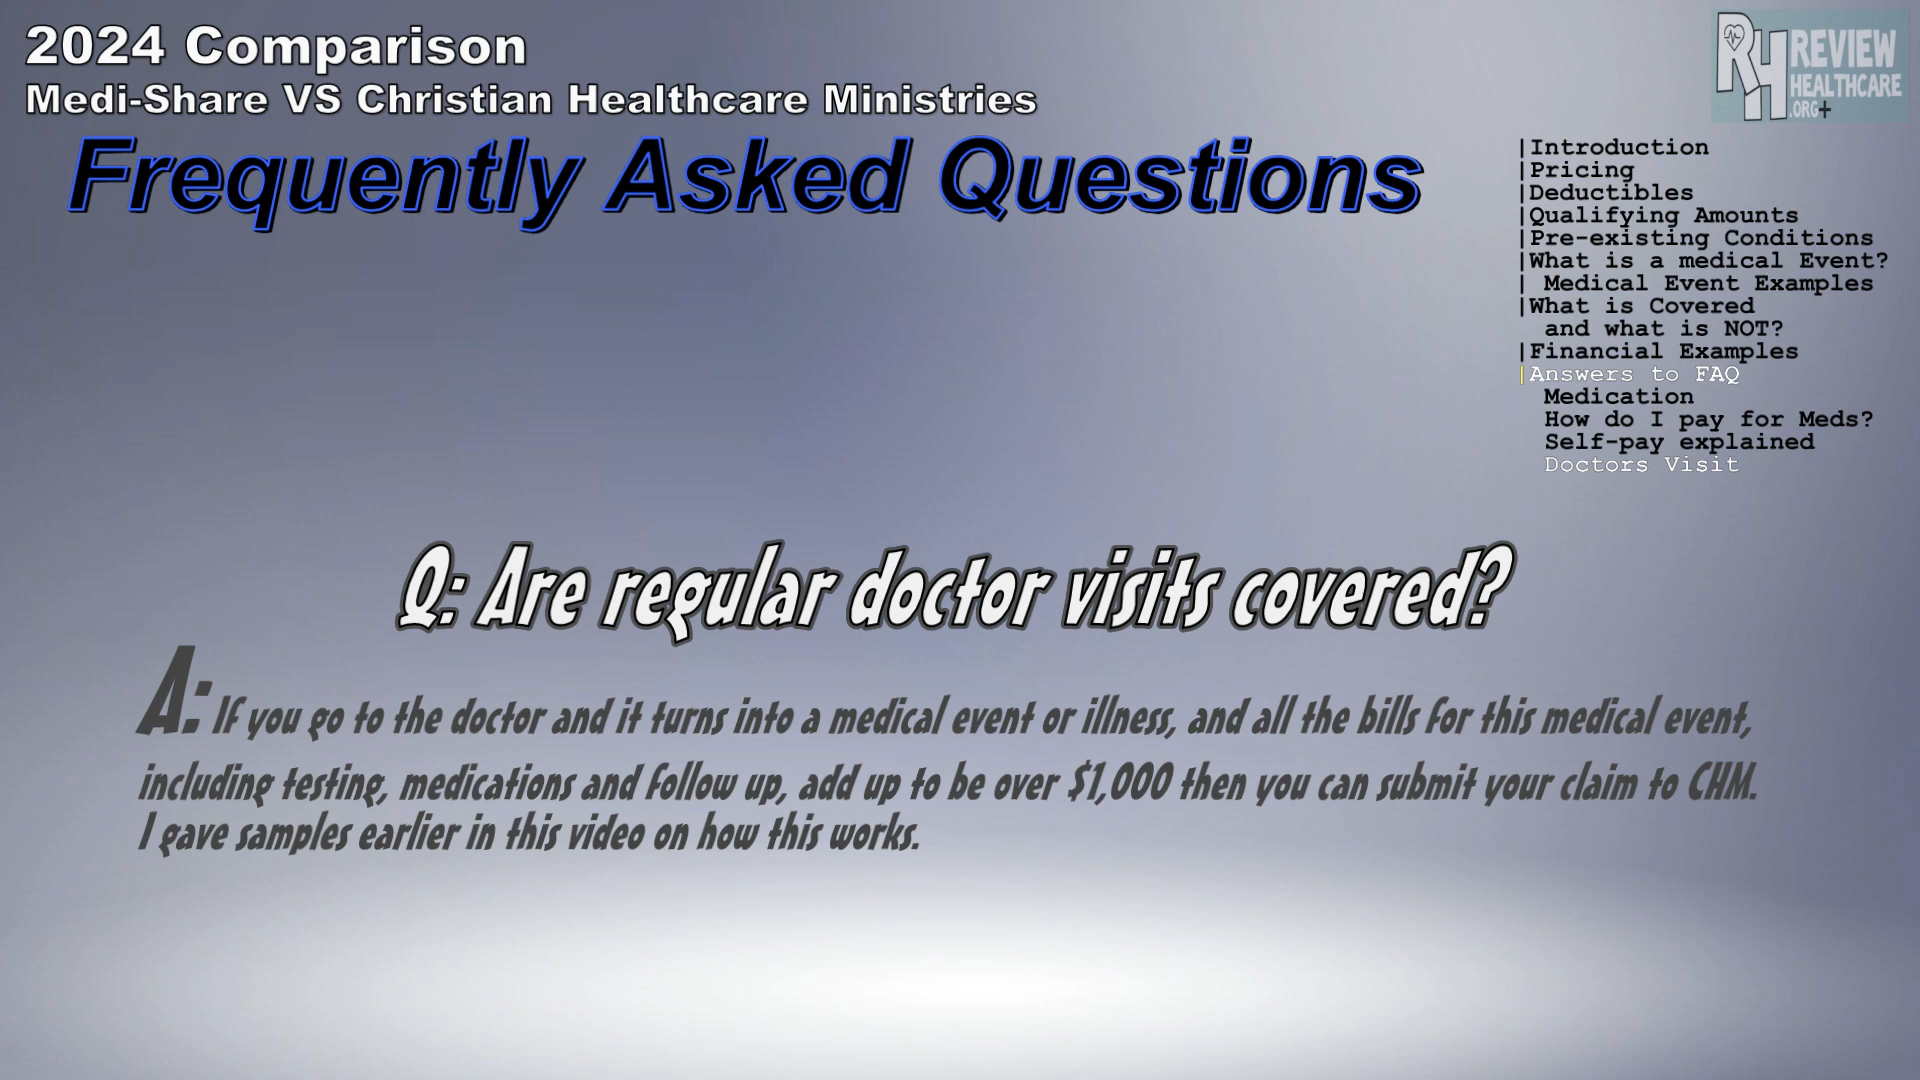 2024 Comparison
Medi-Share VS Christian Healthcare Ministries
Frequently Asked Questions
RH REVIEW
HEALTHCARE
.ORG+
|Introduction
|Pricing
|Deductibles
|Qualifying Amounts
|Pre-existing Conditions
|What is a medical Event?
| Medical Event Examples
|What is Covered
and what is NOT?
|Financial Examples
|Answers to FAQ
Medication
How do I pay for Meds?
Self-pay explained
Doctors Visit
Q: Are regular doctor visits covered?
A: If you go to the doctor and it turns into a medical event or illness, and all the bills for this medical event,
including testing, medications and follow up, add up to be over $1,000 then you can submit your claim to CHM.
I gave samples earlier in this video on how this works.